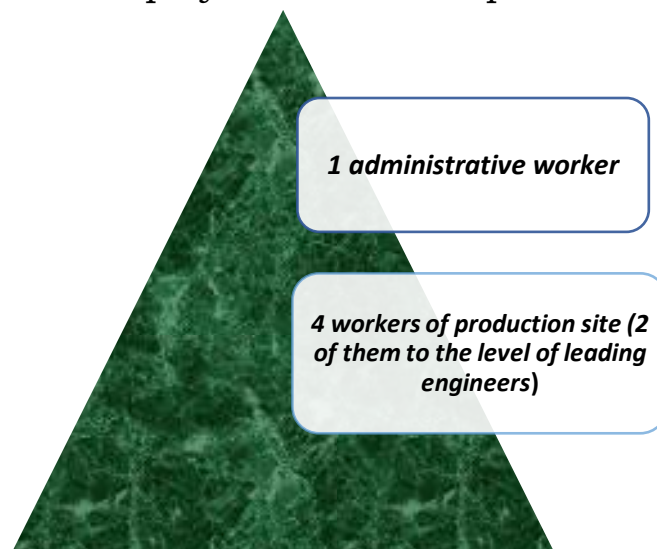 1 administrative worker
4 workers of production site (2
of them to the level of leading
engineers)